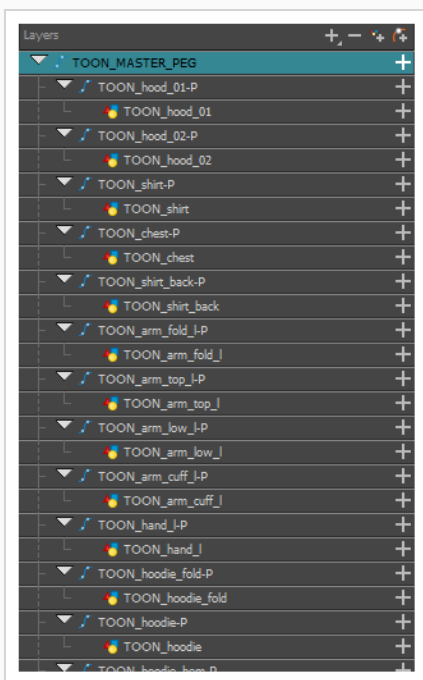 Layers
TOON_MASTER_PEG
TOON_hood_01-P
TOON_hood_01
TOON_hood_02-P
TOON_hood_02
TOON_shirt-P
TOON_shirt
TOON_chest-P
TOON_chest
TOON_shirt_back-P
TOON_shirt_back
TOON_arm_fold_l-P
TOON_arm_fold_l
TOON_arm_top_l-P
TOON_arm_top_l
TOON_arm_low_l-P
TOON_arm_low_l
TOON_arm_cuff_l-P
TOON_arm_cuff_l
TOON_hand_l-P
TOON_hand_l
TOON_hoodie_fold-P
TOON_hoodie_fold
TOON_hoodie-P
TOON_hoodie
TOON_hoodie_hem-P